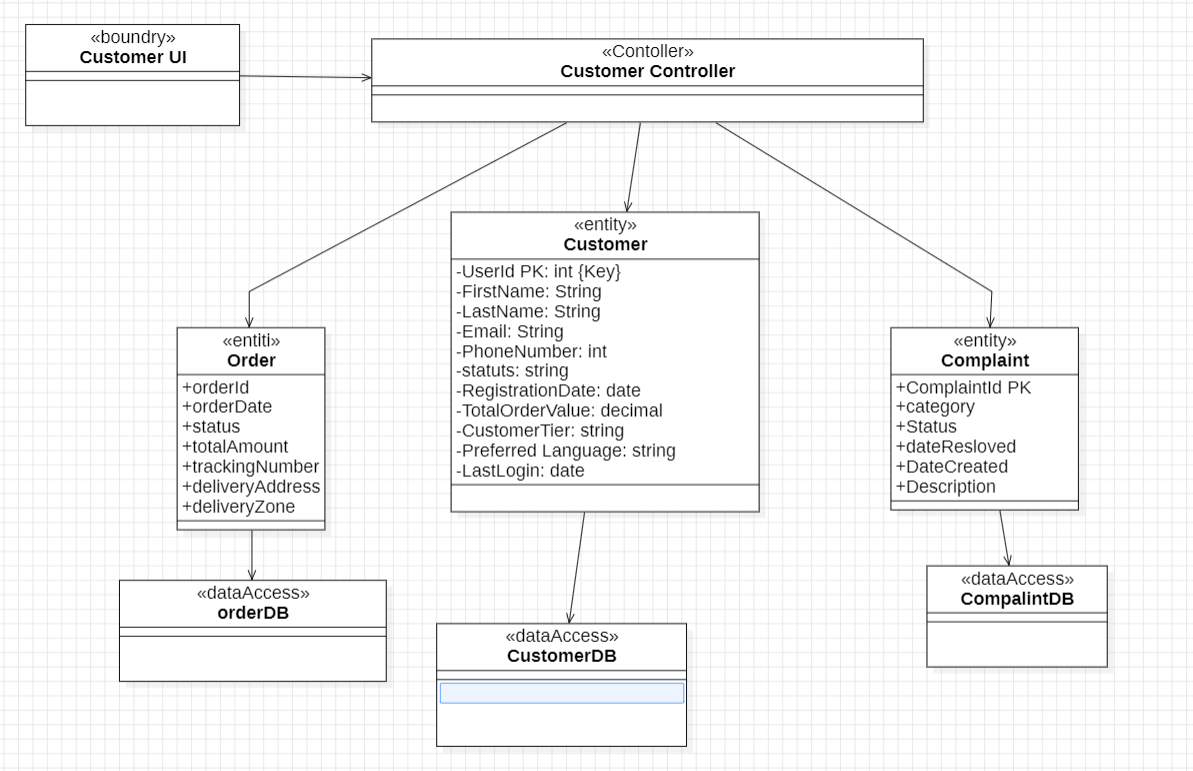 «boundry»
Customer UI
«Contoller»
Customer Controller
«entity»
Customer
-UserId PK: int {Key}
-FirstName: String
-LastName: String
-Email: String
-PhoneNumber: int
-statuts: string
-RegistrationDate: date
-TotalOrderValue: decimal
-CustomerTier: string
-Preferred Language: string
-LastLogin: date
«entiti»
Order
+orderId
+orderDate
+status
+totalAmount
+trackingNumber
+deliveryAddress
+deliveryZone
«entity»
Complaint
+ComplaintId PK
+category
+Status
+dateResloved
+DateCreated
+Description
«dataAccess»
orderDB
«dataAccess»
CustomerDB
«dataAccess»
CompalintDB